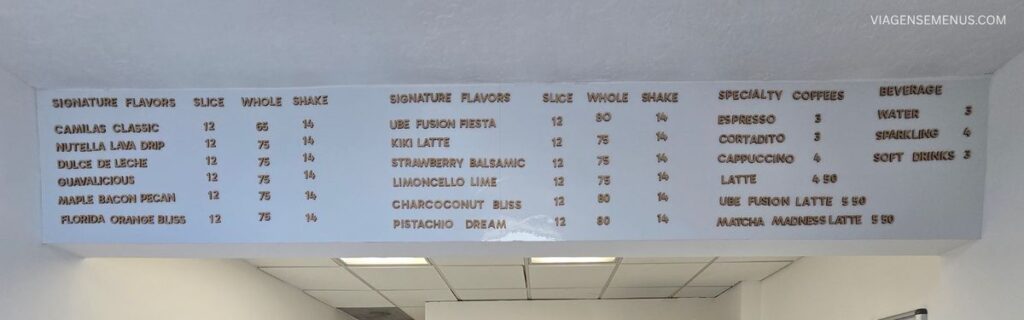 VIAGENSEMENUS.COM
SIGNATURE FLAVORS SLICE WHOLE SHAKE
CAMILAS CLASSIC 12 65 14
NUTELLA LAVA DRIP 12 75 14
DULCE DE LECHE 12 75 14
GUAVALICIOUS 12 75 14
MAPLE BACON PECAN 12 75 14
FLORIDA ORANGE BLISS 12 75 14
SIGNATURE FLAVORS SLICE WHOLE SHAKE
UBE FUSION FIESTA 12 80 14
KIKI LATTE 12 75 14
STRAWBERRY BALSAMIC 12 75 14
LIMONCELLO LIME 12 75 14
CHARCOCONUT BLISS 12 80 14
PISTACHIO DREAM 12 80 14
SPECIALTY COFFEES
ESPRESSO 3
CORTADITO 3
CAPPUCCINO 4
LATTE 4 50
UBE FUSION LATTE 5 50
MATCHA MADNESS LATTE 5 50
BEVERAGE
WATER 3
SPARKLING 4
SOFT DRINKS 3